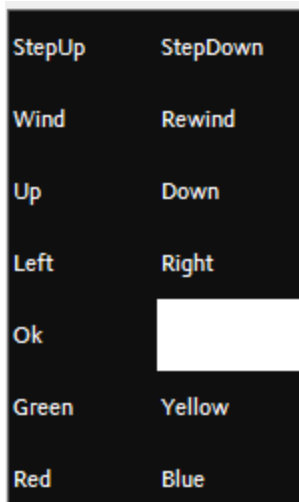 StepUp StepDown
Wind Rewind
Up Down
Left Right
Ok
Green Yellow
Red Blue